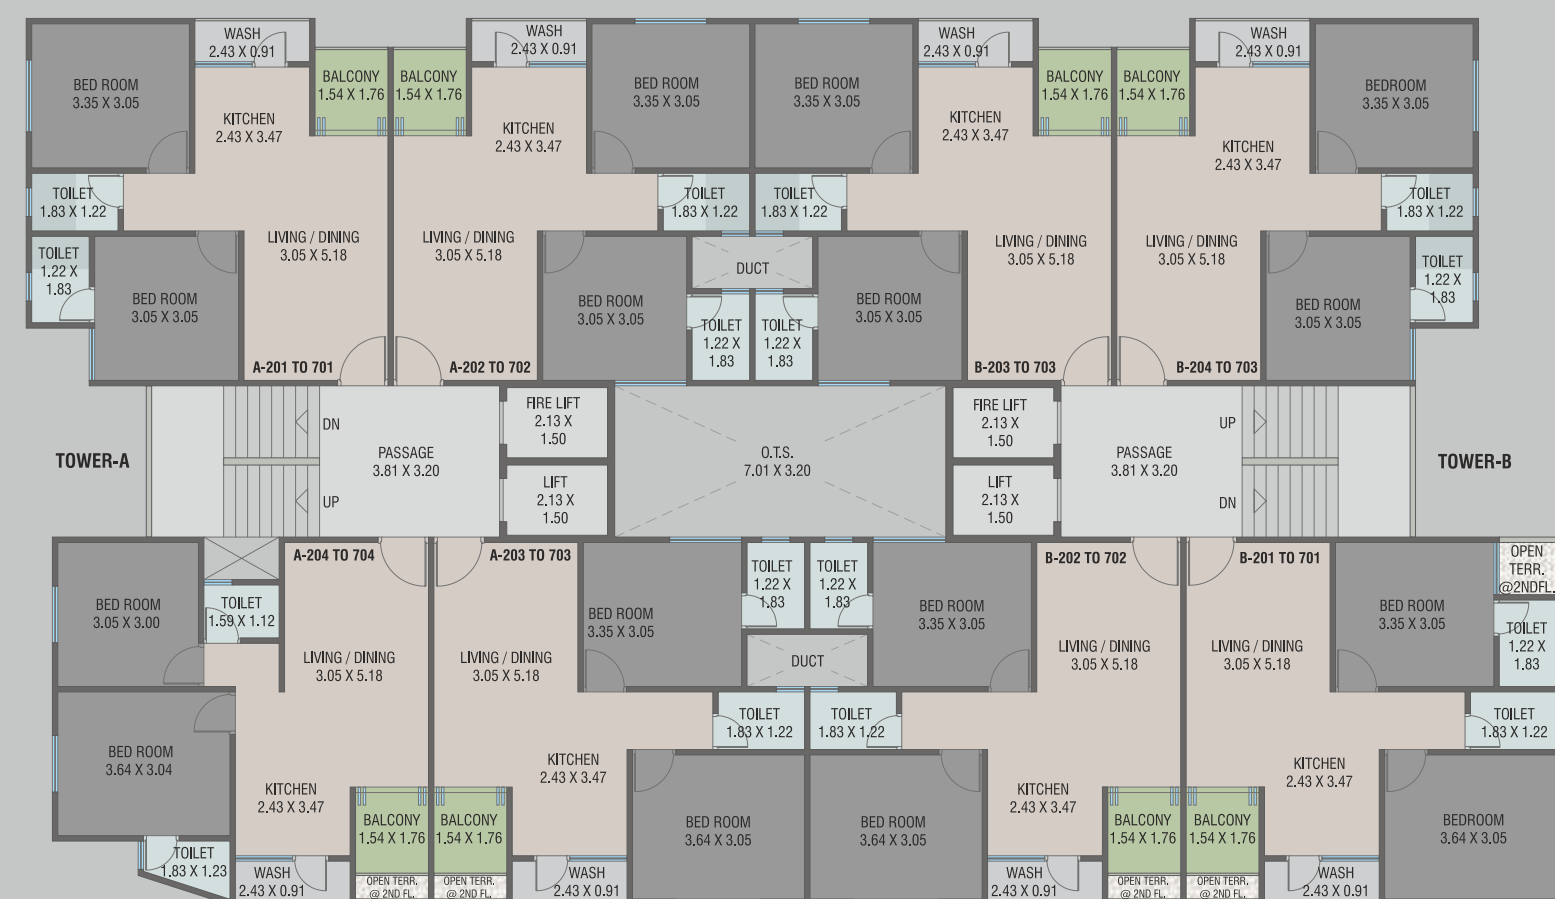 WASH
2.43 X 0.91
WASH
2.43 X 0.91
WASH
2.43 X 0.91
WASH
2.43 X 0.91
BED ROOM
3.35 X 3.05
BALCONY
1.54 X 1.76
BALCONY
1.54 X 1.76
BED ROOM
3.35 X 3.05
BED ROOM
3.35 X 3.05
BALCONY
1.54 X 1.76
BALCONY
1.54 X 1.76
BEDROOM
3.35 X 3.05
KITCHEN
2.43 X 3.47
KITCHEN
2.43 X 3.47
KITCHEN
2.43 X 3.47
KITCHEN
2.43 X 3.47
TOILET
1.83 X 1.22
TOILET
1.83 X 1.22
TOILET
1.83 X 1.22
TOILET
1.83 X 1.22
TOILET
1.22 X
1.83
LIVING / DINING
3.05 X 5.18
LIVING / DINING
3.05 X 5.18
DUCT
LIVING / DINING
3.05 X 5.18
LIVING / DINING
3.05 X 5.18
TOILET
1.22 X
1.83
BED ROOM
3.05 X 3.05
BED ROOM
3.05 X 3.05
TOILET
1.22 X
1.83
TOILET
1.22 X
1.83
BED ROOM
3.05 X 3.05
BED ROOM
3.05 X 3.05
A-201 TO 701
A-202 TO 702
B-203 TO 703
B-204 TO 703
TOWER-A
DN
UP
PASSAGE
3.81 X 3.20
FIRE LIFT
2.13 X
1.50
LIFT
2.13 X
1.50
O.T.S.
7.01 X 3.20
FIRE LIFT
2.13 X
1.50
LIFT
2.13 X
1.50
PASSAGE
3.81 X 3.20
UP
DN
TOWER-B
A-204 TO 704
A-203 TO 703
B-202 TO 702
B-201 TO 701
OPEN
TERR.
@2NDFL.
BED ROOM
3.05 X 3.00
TOILET
1.59 X 1.12
BED ROOM
3.35 X 3.05
TOILET
1.22 X
1.83
TOILET
1.22 X
1.83
BED ROOM
3.35 X 3.05
BED ROOM
3.35 X 3.05
TOILET
1.22 X
1.83
LIVING / DINING
3.05 X 5.18
LIVING / DINING
3.05 X 5.18
DUCT
LIVING / DINING
3.05 X 5.18
LIVING / DINING
3.05 X 5.18
TOILET
1.83 X 1.22
TOILET
1.83 X 1.22
TOILET
1.83 X 1.22
BED ROOM
3.64 X 3.04
KITCHEN
2.43 X 3.47
KITCHEN
2.43 X 3.47
KITCHEN
2.43 X 3.47
KITCHEN
2.43 X 3.47
BALCONY
1.54 X 1.76
BALCONY
1.54 X 1.76
BED ROOM
3.64 X 3.05
BED ROOM
3.64 X 3.05
BALCONY
1.54 X 1.76
BALCONY
1.54 X 1.76
BEDROOM
3.64 X 3.05
TOILET
1.83 X 1.23
WASH
2.43 X 0.91
OPEN TERR.
@ 2ND FL.
OPEN TERR.
@ 2ND FL.
WASH
2.43 X 0.91
WASH
2.43 X 0.91
OPEN TERR.
@ 2ND FL.
OPEN TERR.
@ 2ND FL.
WASH
2.43 X 0.91